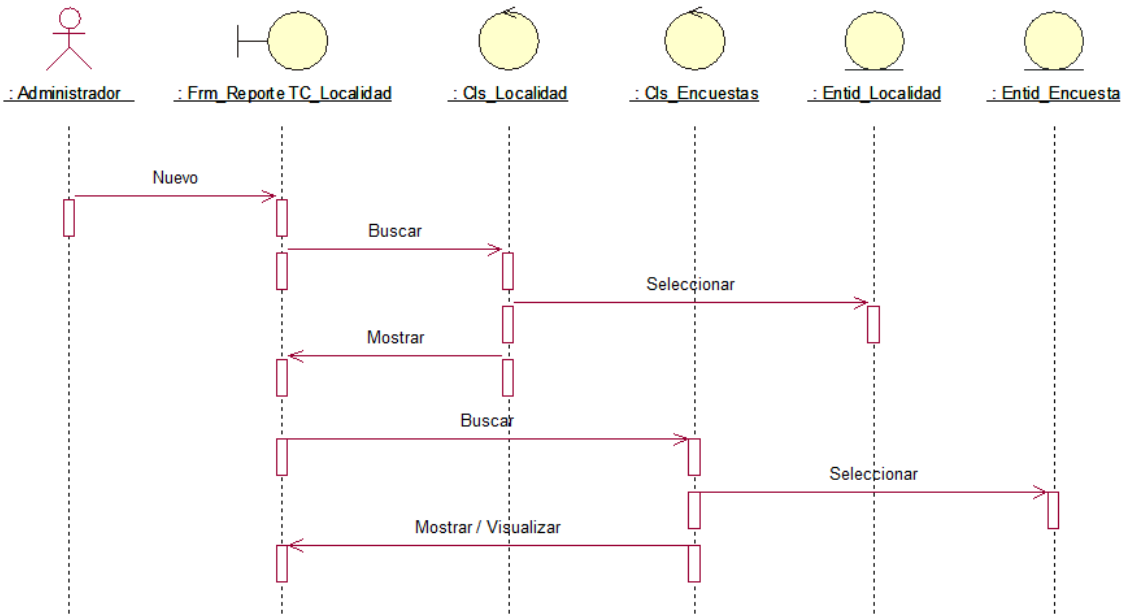 : Administrador
: Frm_Reporte TC_Localidad
: Cls_Localidad
: Cls_Encuestas
: Entid_Localidad
: Entid_Encuesta
Nuevo
Buscar
Seleccionar
Mostrar
Buscar
Seleccionar
Mostrar / Visualizar